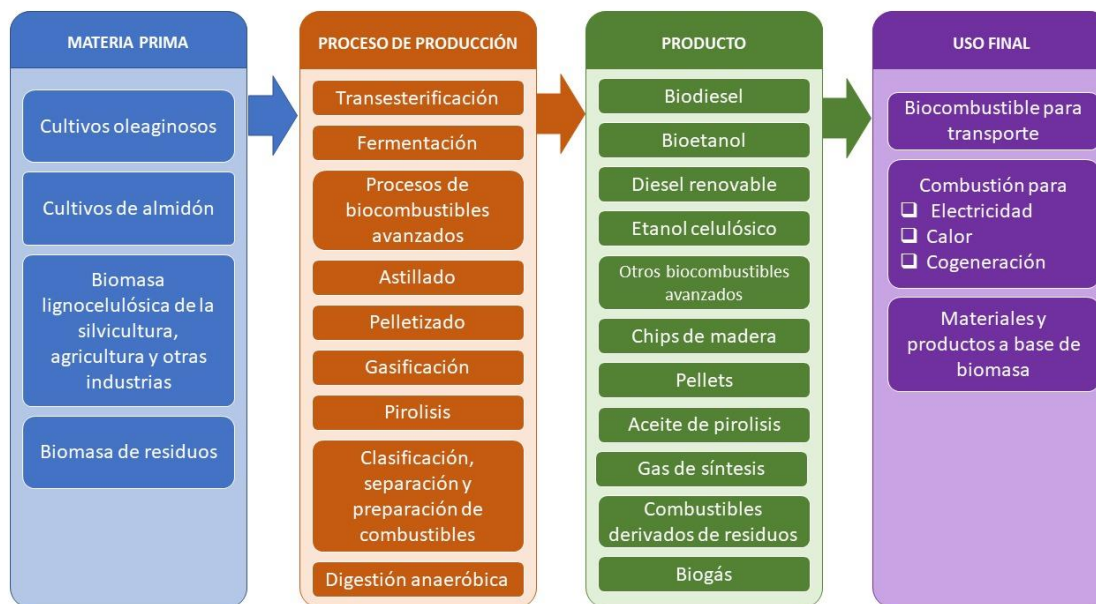 MATERIA PRIMA
Cultivos oleaginosos
Cultivos de almidón
Biomasa
lignocelulósica de la
silvicultura,
agricultura y otras
industrias
Biomasa de residuos
PROCESO DE PRODUCCIÓN
Transesterificación
Fermentación
Procesos de
biocombustibles
avanzados
Astillado
Pelletizado
Gasificación
Pirolisis
Clasificación,
separación y
preparación de
combustibles
Digestión anaeróbica
PRODUCTO
Biodiesel
Bioetanol
Diesel renovable
Etanol celulósico
Otros biocombustibles
avanzados
Chips de madera
Pellets
Aceite de pirolisis
Gas de síntesis
Combustibles
derivados de residuos
Biogás
USO FINAL
Biocombustible para
transporte
Combustión para
❑ Electricidad
❑ Calor
❑ Cogeneración
Materiales y
productos a base de
biomasa